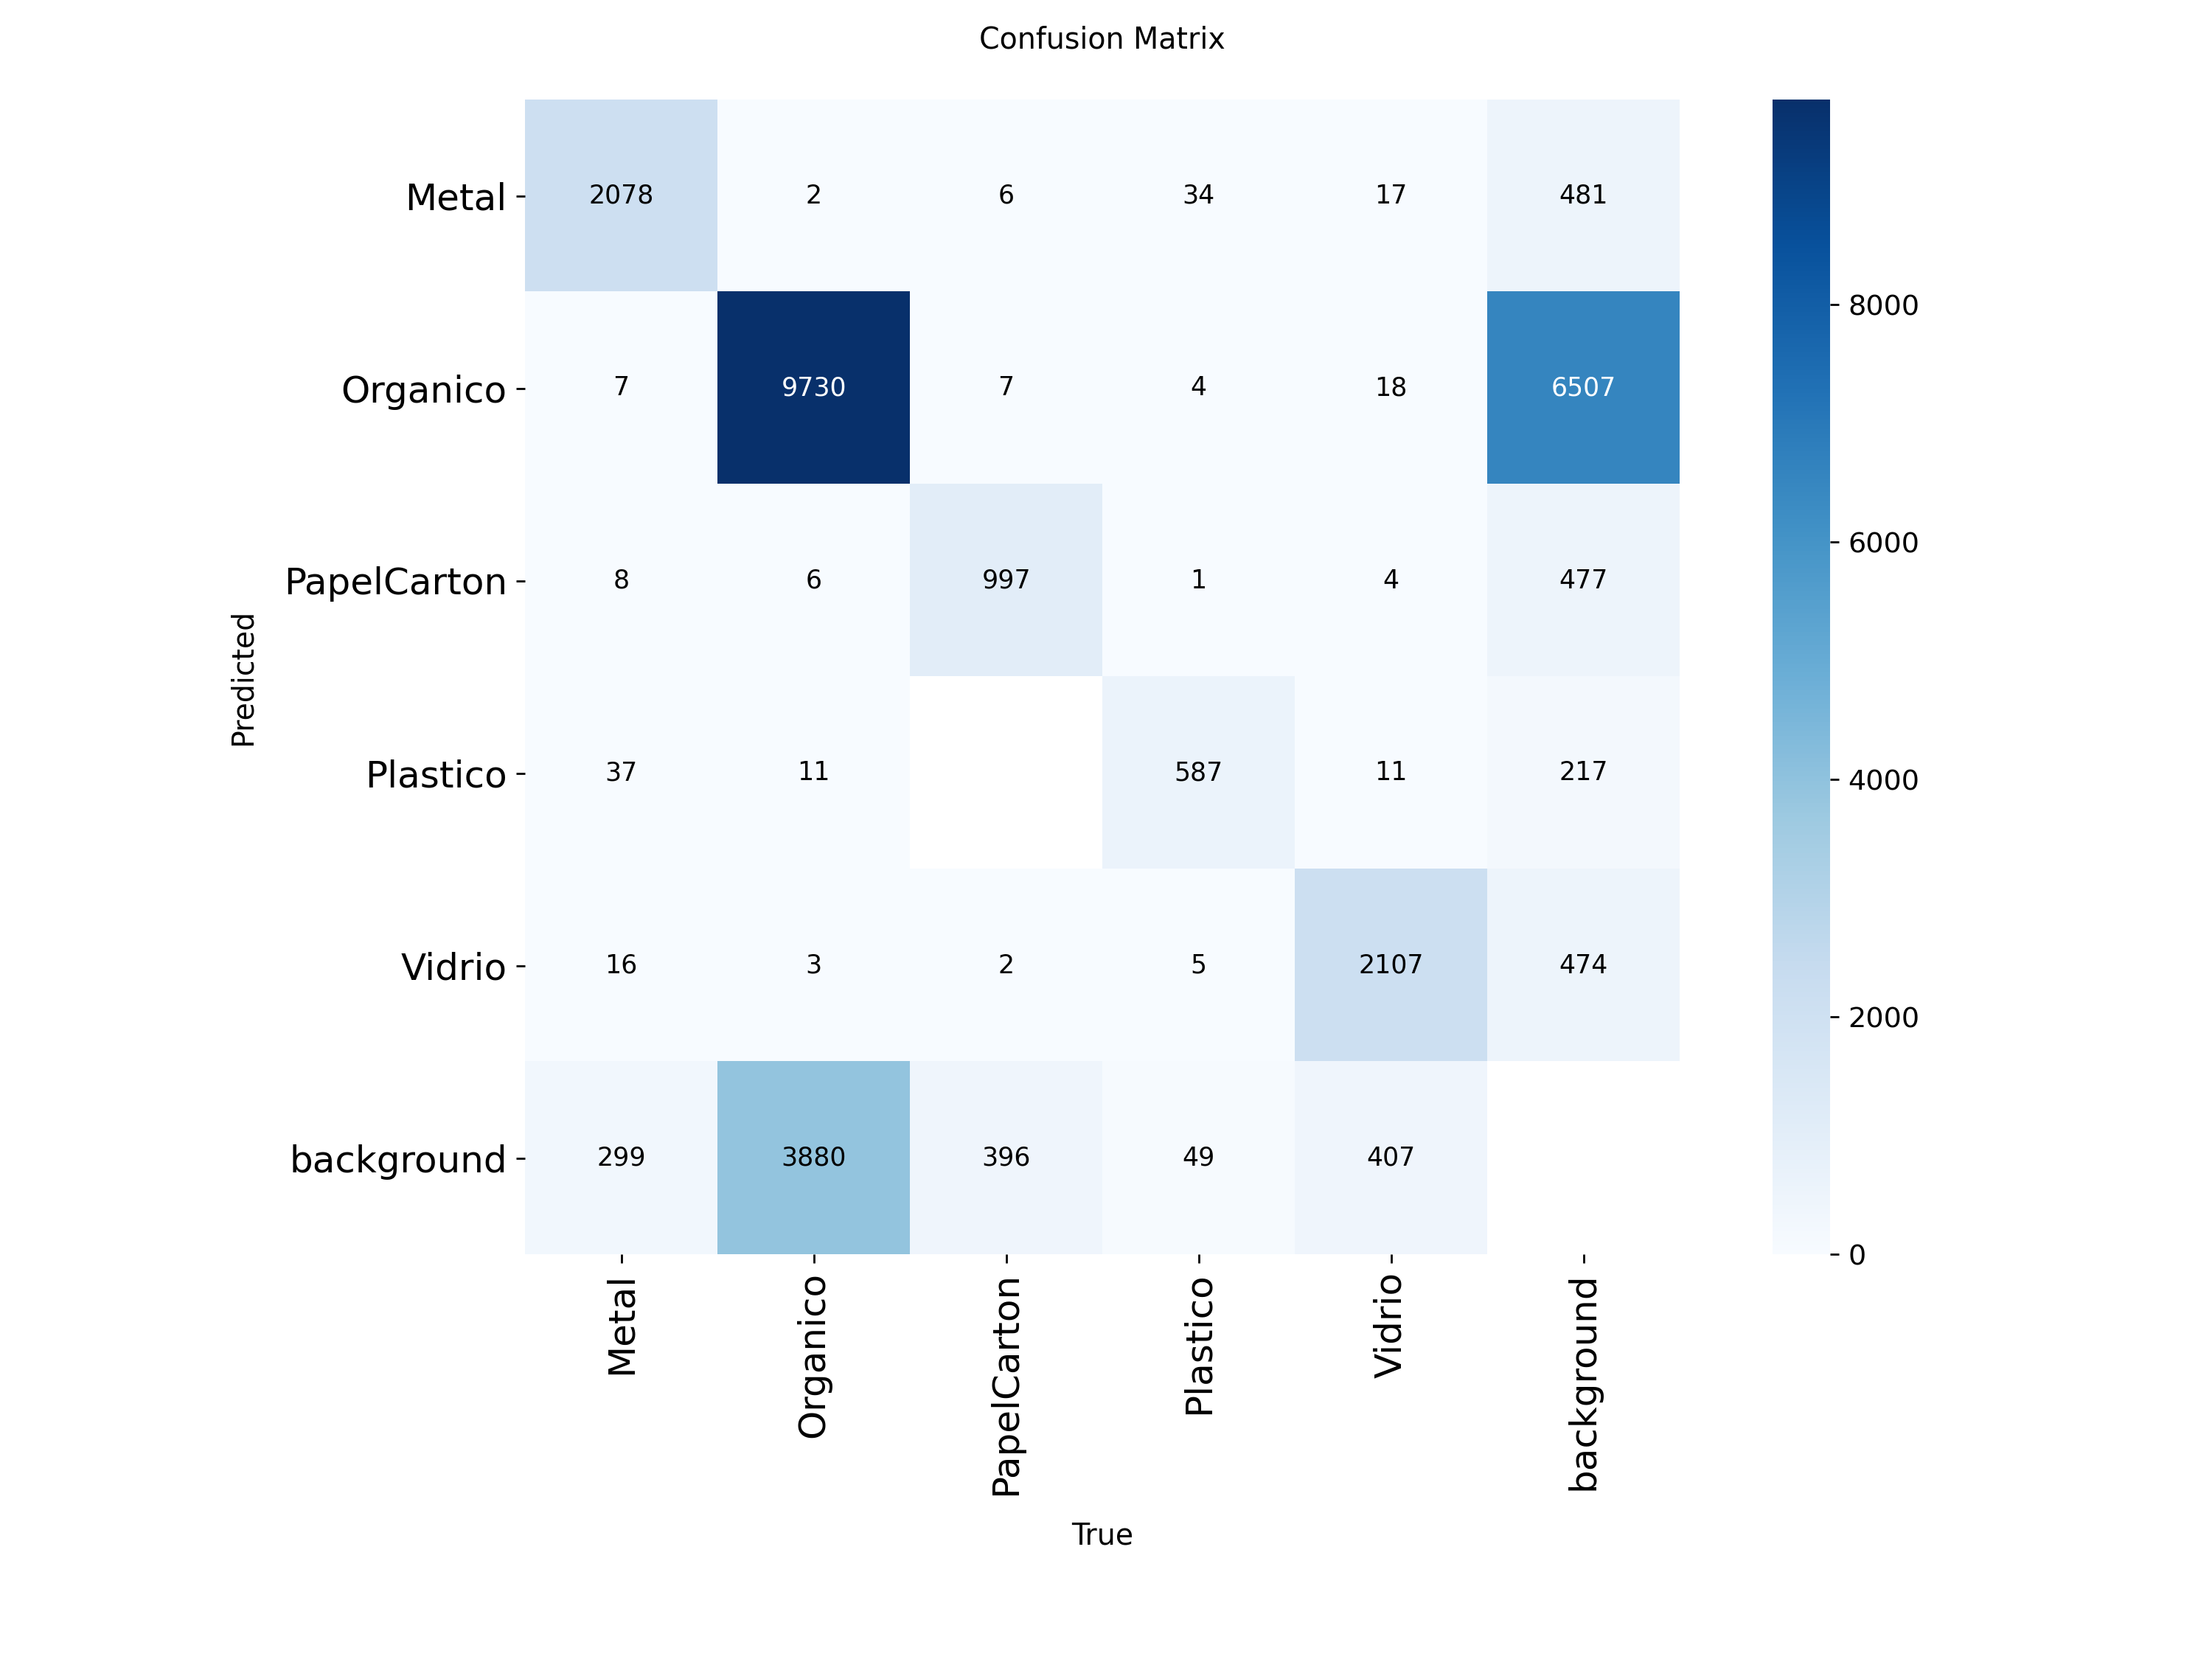 Confusion Matrix
Metal 2078 2 6 34 17 481
Organico 7 9730 7 4 18 6507
PapelCarton 8 6 997 1 4 477
Plastico 37 11 587 11 217
Vidrio 16 3 2 5 2107 474
background 299 3880 396 49 407
Predicted
Metal Organico PapelCarton Plastico Vidrio background
True
8000
6000
4000
2000
0